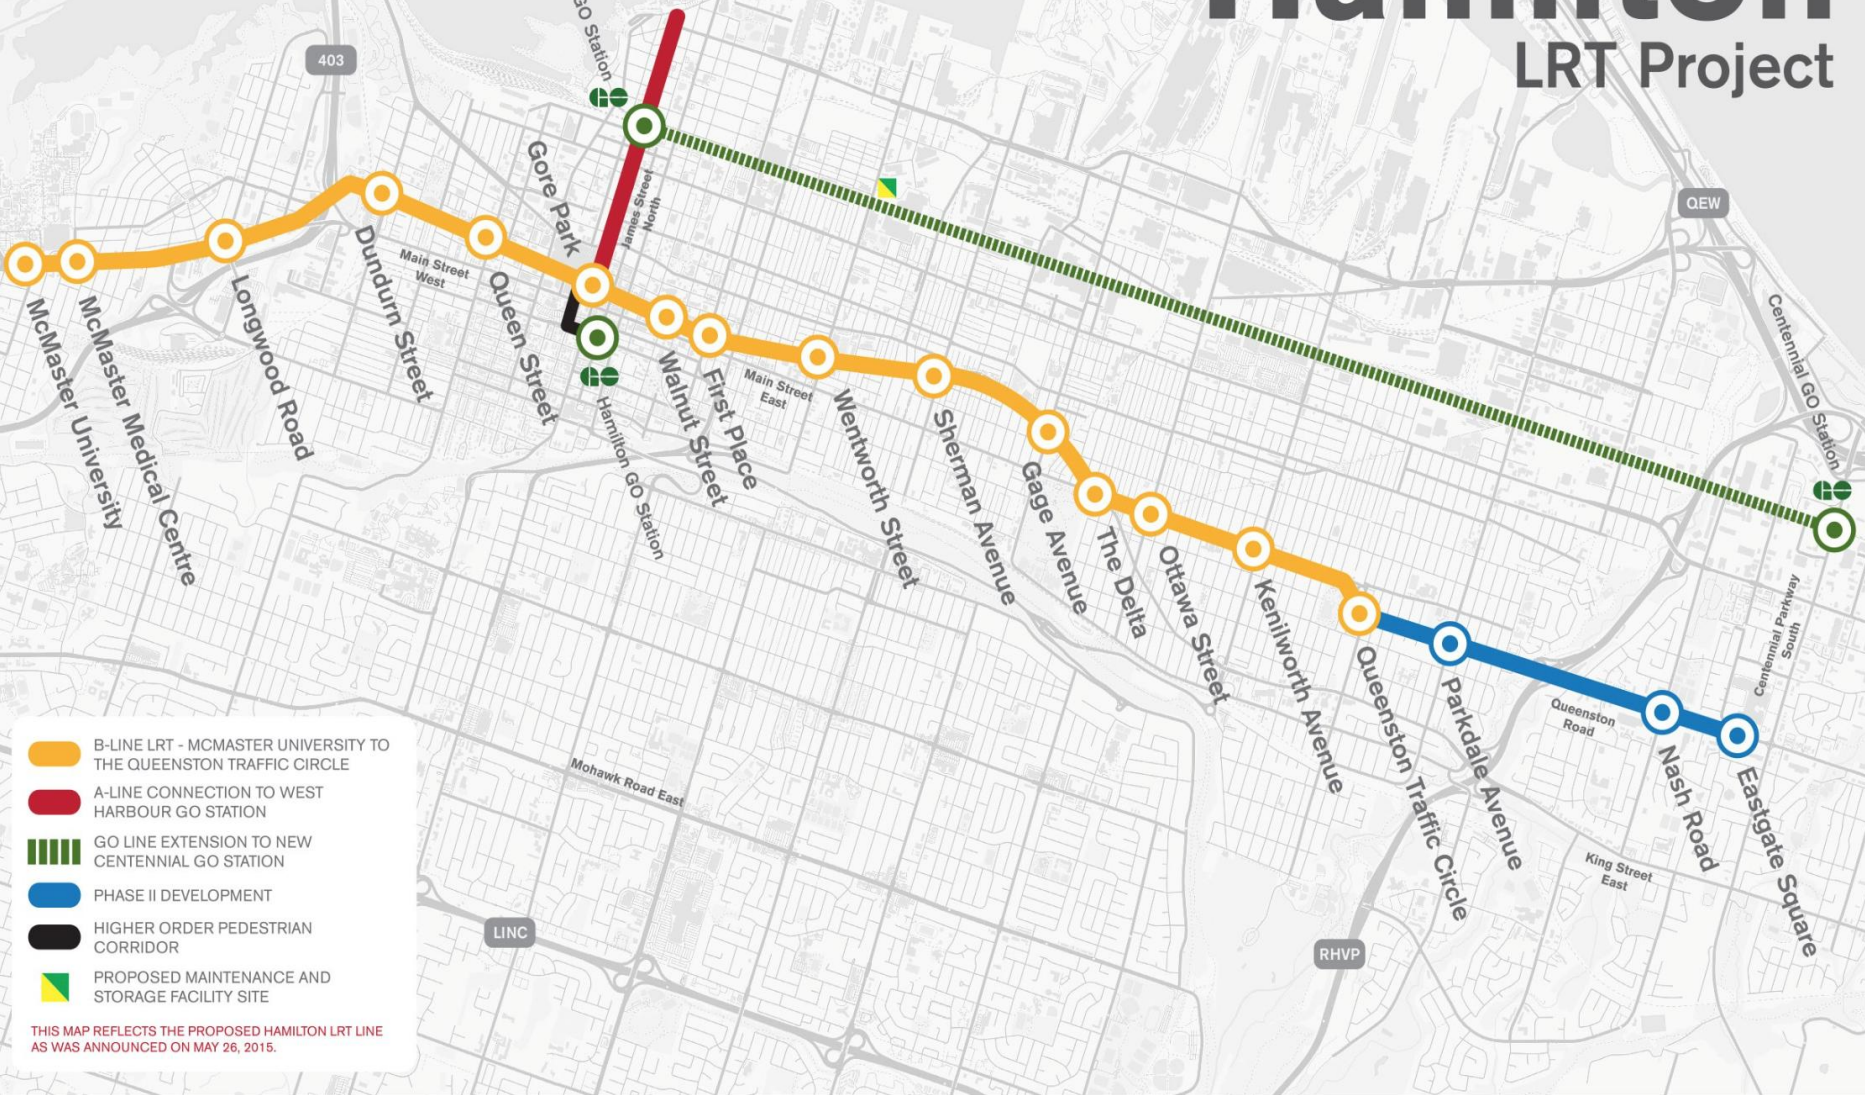 Hamilton
LRT Project
403
GO Station
GO
Gore Park
James Street
North
QEW
Main Street
West
McMaster University
McMaster Medical Centre
Longwood Road
Dundurn Street
Queen Street
GO
Hamilton GO Station
Walnut Street
First Place
Main Street
East
Wentworth Street
Sherman Avenue
Gage Avenue
The Delta
Ottawa Street
Kenilworth Avenue
Queenston Traffic Circle
Parkdale Avenue
Queenston
Road
Nash Road
Eastgate Square
Centennial GO Station
GO
Centennial Parkway
South
King Street
East
Mohawk Road East
LINC
RHVP
B-LINE LRT - MCMASTER UNIVERSITY TO
THE QUEENSTON TRAFFIC CIRCLE
A-LINE CONNECTION TO WEST
HARBOUR GO STATION
GO LINE EXTENSION TO NEW
CENTENNIAL GO STATION
PHASE II DEVELOPMENT
HIGHER ORDER PEDESTRIAN
CORRIDOR
PROPOSED MAINTENANCE AND
STORAGE FACILITY SITE
THIS MAP REFLECTS THE PROPOSED HAMILTON LRT LINE
AS WAS ANNOUNCED ON MAY 26, 2015.